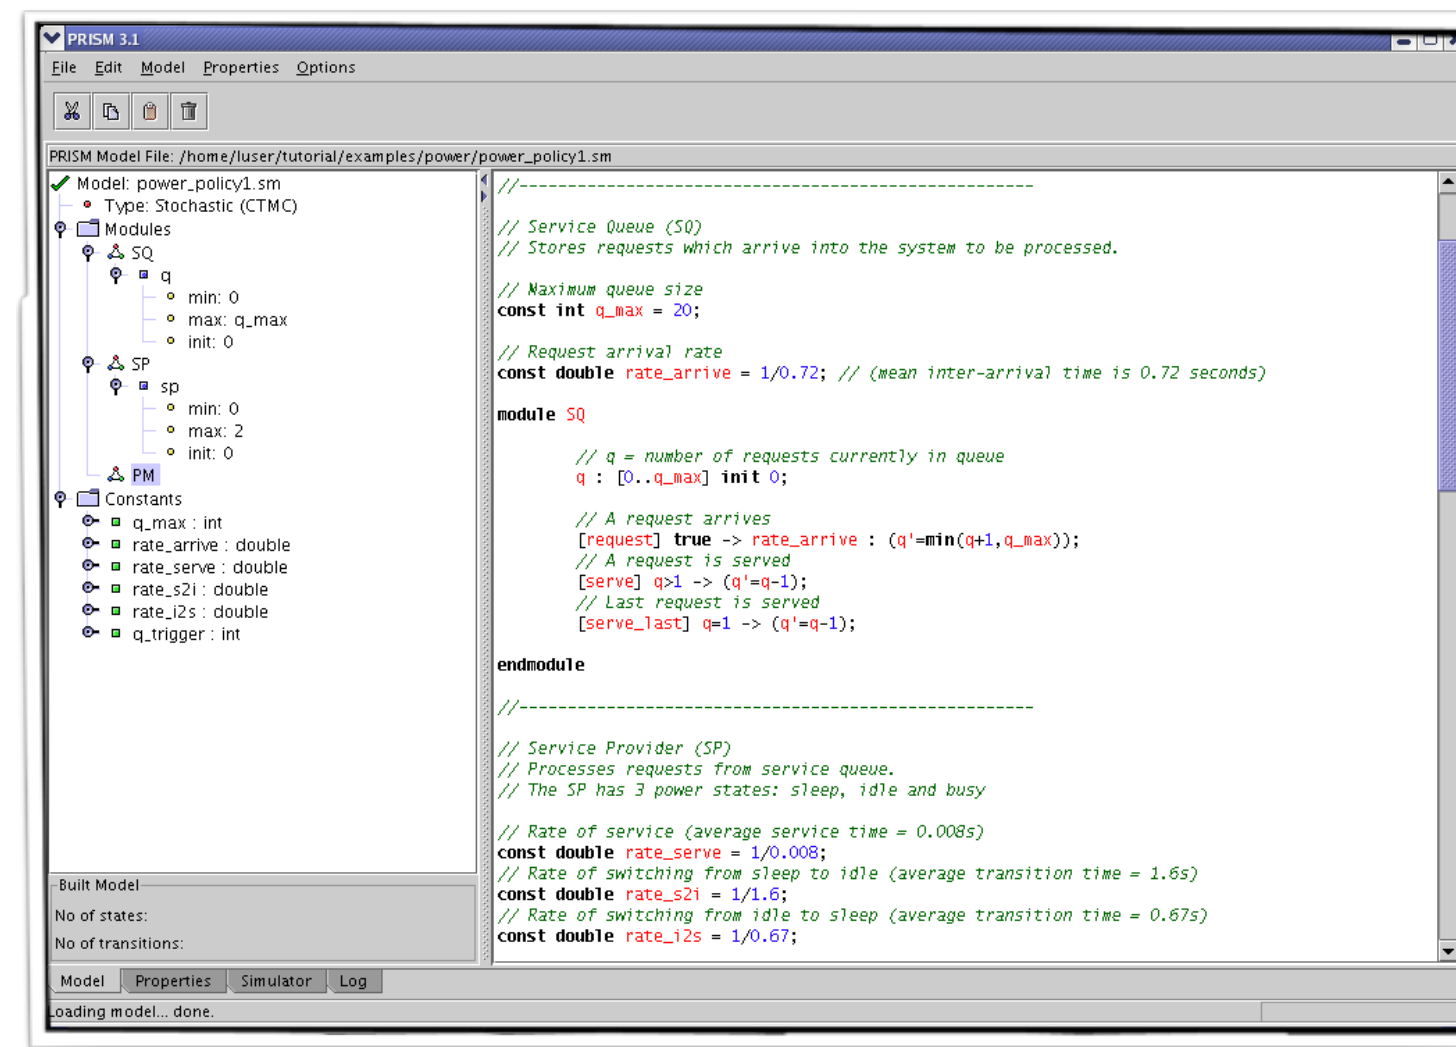 PRISM 3.1
File Edit Model Properties Options
PRISM Model File: /home/luser/tutorial/examples/power/power_policy1.sm
Model: power_policy1.sm
Type: Stochastic (CTMC)
Modules
SQ
q
min: 0
max: q_max
init: 0
SP
sp
min: 0
max: 2
init: 0
PM
Constants
q_max : int
rate_arrive : double
rate_serve : double
rate_s2i : double
rate_i2s : double
q_trigger : int
Built Model
No of states:
No of transitions:
//-----------------------------------------------------
// Service Queue (SQ)
// Stores requests which arrive into the system to be processed.
// Maximum queue size
const int q_max = 20;
// Request arrival rate
const double rate_arrive = 1/0.72; // (mean inter-arrival time is 0.72 seconds)
module SQ
// q = number of requests currently in queue
q : [0..q_max] init 0;
// A request arrives
[request] true -> rate_arrive : (q'=min(q+1,q_max));
// A request is served
[serve] q>1 -> (q'=q-1);
// Last request is served
[serve_last] q=1 -> (q'=q-1);
endmodule
//-----------------------------------------------------
// Service Provider (SP)
// Processes requests from service queue.
// The SP has 3 power states: sleep, idle and busy
// Rate of service (average service time = 0.008s)
const double rate_serve = 1/0.008;
// Rate of switching from sleep to idle (average transition time = 1.6s)
const double rate_s2i = 1/1.6;
// Rate of switching from idle to sleep (average transition time = 0.67s)
const double rate_i2s = 1/0.67;
Model Properties Simulator Log
Loading model... done.